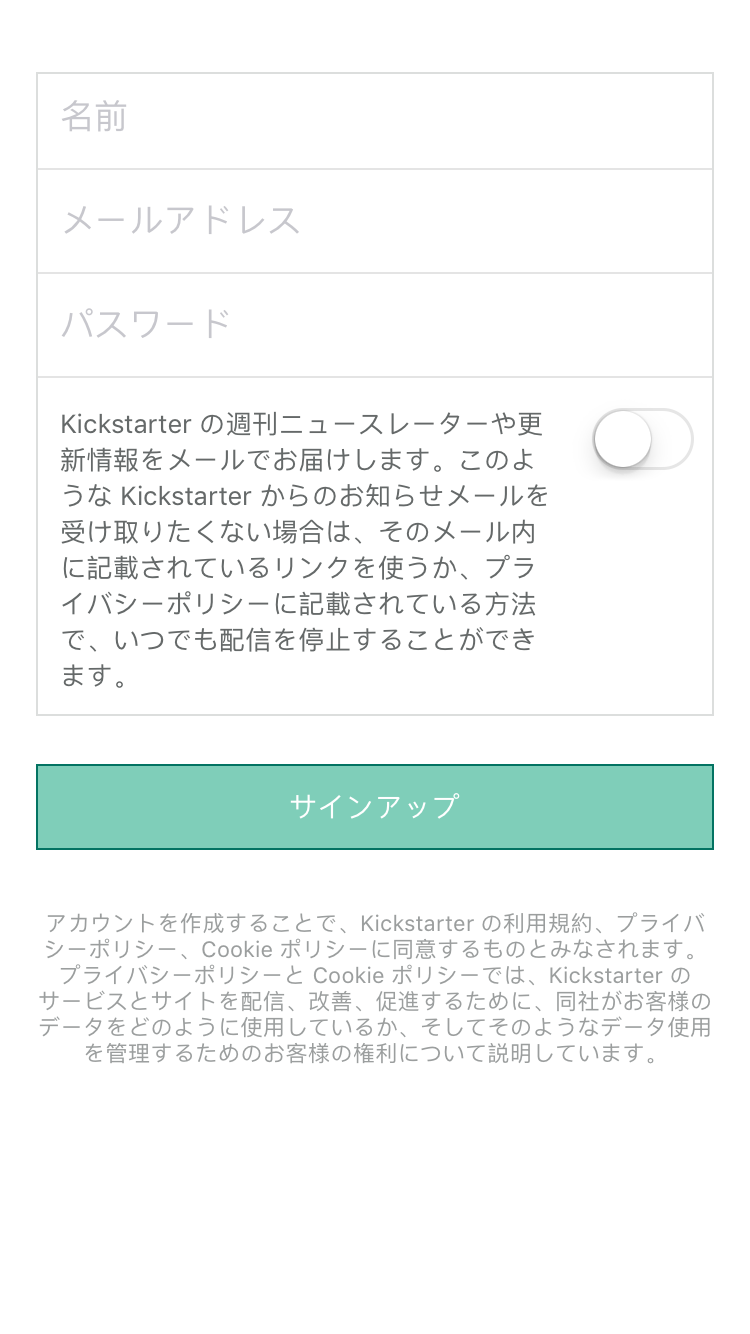 名前
メールアドレス
パスワード
Kickstarter の週刊ニュースレーターや更
新情報をメールでお届けします。このよ
うな Kickstarter からのお知らせメールを
受け取りたくない場合は、そのメール内
に記載されているリンクを使うか、プラ
イバシーポリシーに記載されている方法
で、いつでも配信を停止することができ
ます。
サインアップ
アカウントを作成することで、Kickstarter の利用規約、プライバ
シーポリシー、Cookie ポリシーに同意するものとみなされます。
プライバシーポリシーと Cookie ポリシーでは、Kickstarter の
サービスとサイトを配信、改善、促進するために、同社がお客様の
データをどのように使用しているか、そしてそのようなデータ使用
を管理するためのお客様の権利について説明しています。